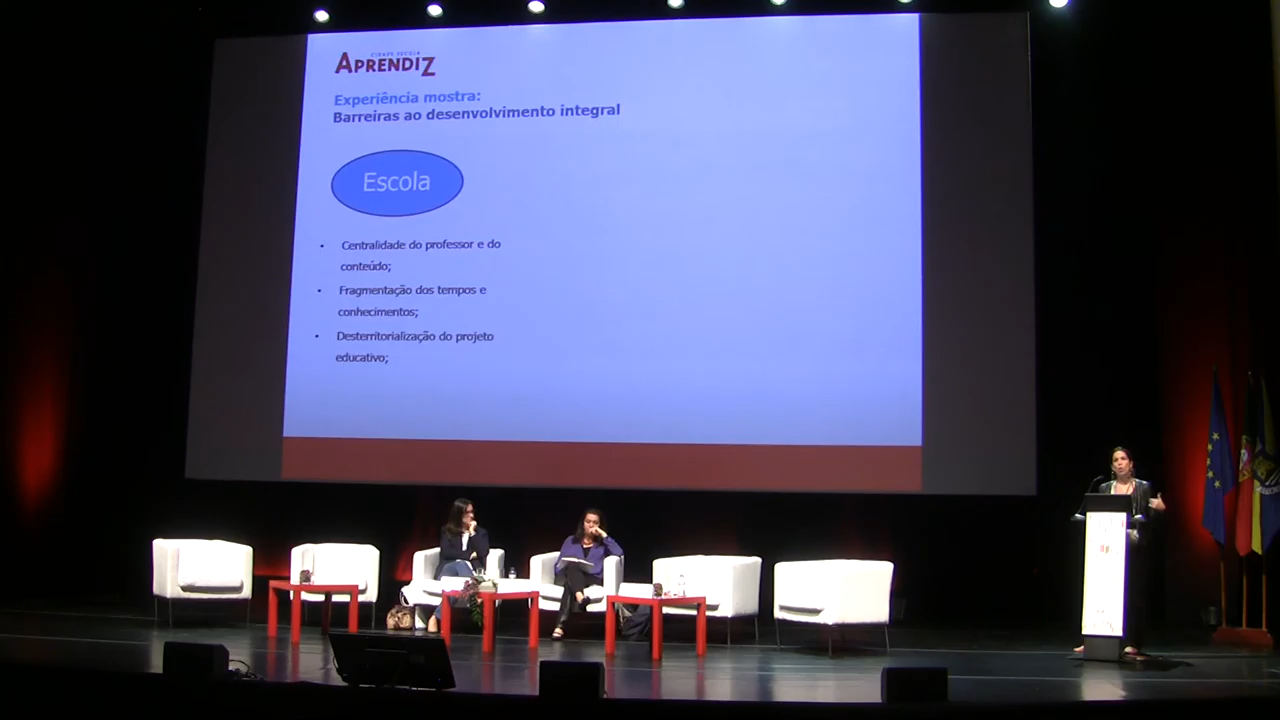 CIDADE ESCOLA
APRENDIZ
Experiência mostra:
Barreiras ao desenvolvimento integral
Escola
• Centralidade do professor e do
conteúdo;
• Fragmentação dos tempos e
conhecimentos;
• Desterritorialização do projeto
educativo;